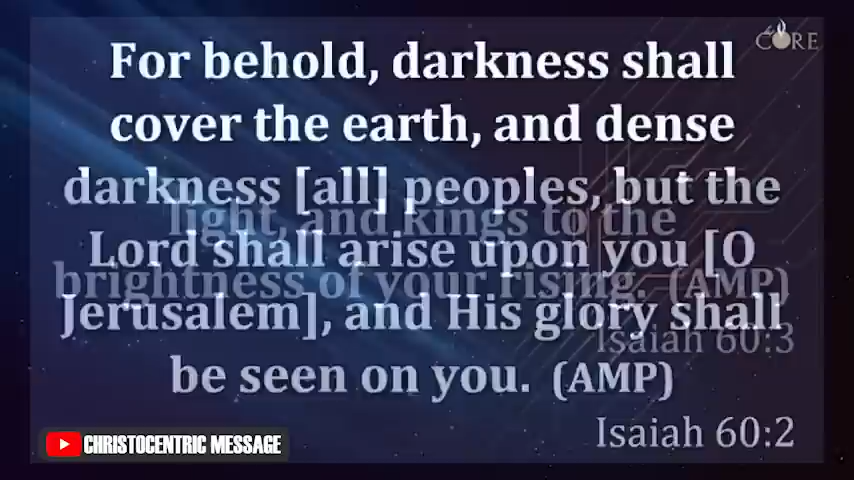 CORE
For behold, darkness shall
cover the earth, and dense
darkness [all] peoples, but the
light, and kings to the
Lord shall arise upon you [O
brightness of your rising. (AMP)
Jerusalem], and His glory shall
Isaiah 60:3
be seen on you. (AMP)
Isaiah 60:2
CHRISTOCENTRIC MESSAGE